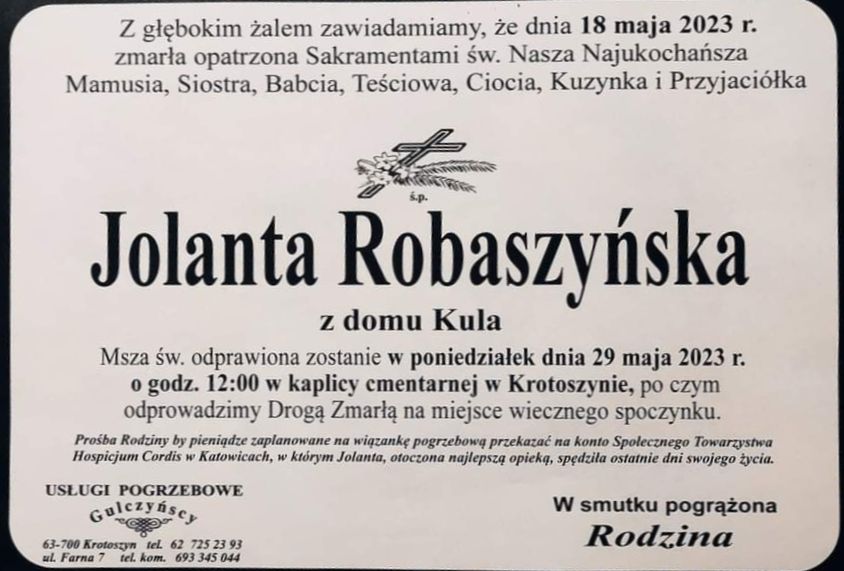 Z głębokim żalem zawiadamiamy, że dnia 18 maja 2023 r.
zmarła opatrzona Sakramentami św. Nasza Najukochańsza
Mamusia, Siostra, Babcia, Teściowa, Ciocia, Kuzynka i Przyjaciółka
ś.p.
Jolanta Robaszyńska
z domu Kula
Msza św. odprawiona zostanie w poniedziałek dnia 29 maja 2023 r.
o godz. 12:00 w kaplicy cmentarnej w Krotoszynie, po czym
odprowadzimy Drogą Zmarłą na miejsce wiecznego spoczynku.
Prośba Rodziny by pieniądze zaplanowane na wiązankę pogrzebową przekazać na konto Społecznego Towarzystwa
Hospicjum Cordis w Katowicach, w którym Jolanta, otoczona najlepszą opieką, spędziła ostatnie dni swojego życia.
USŁUGI POGRZEBOWE
Gulczyńscy
63-700 Krotoszyn tel. 62 725 23 93
ul. Farna 7 tel. kom. 693 345 044
W smutku pogrążona
Rodzina